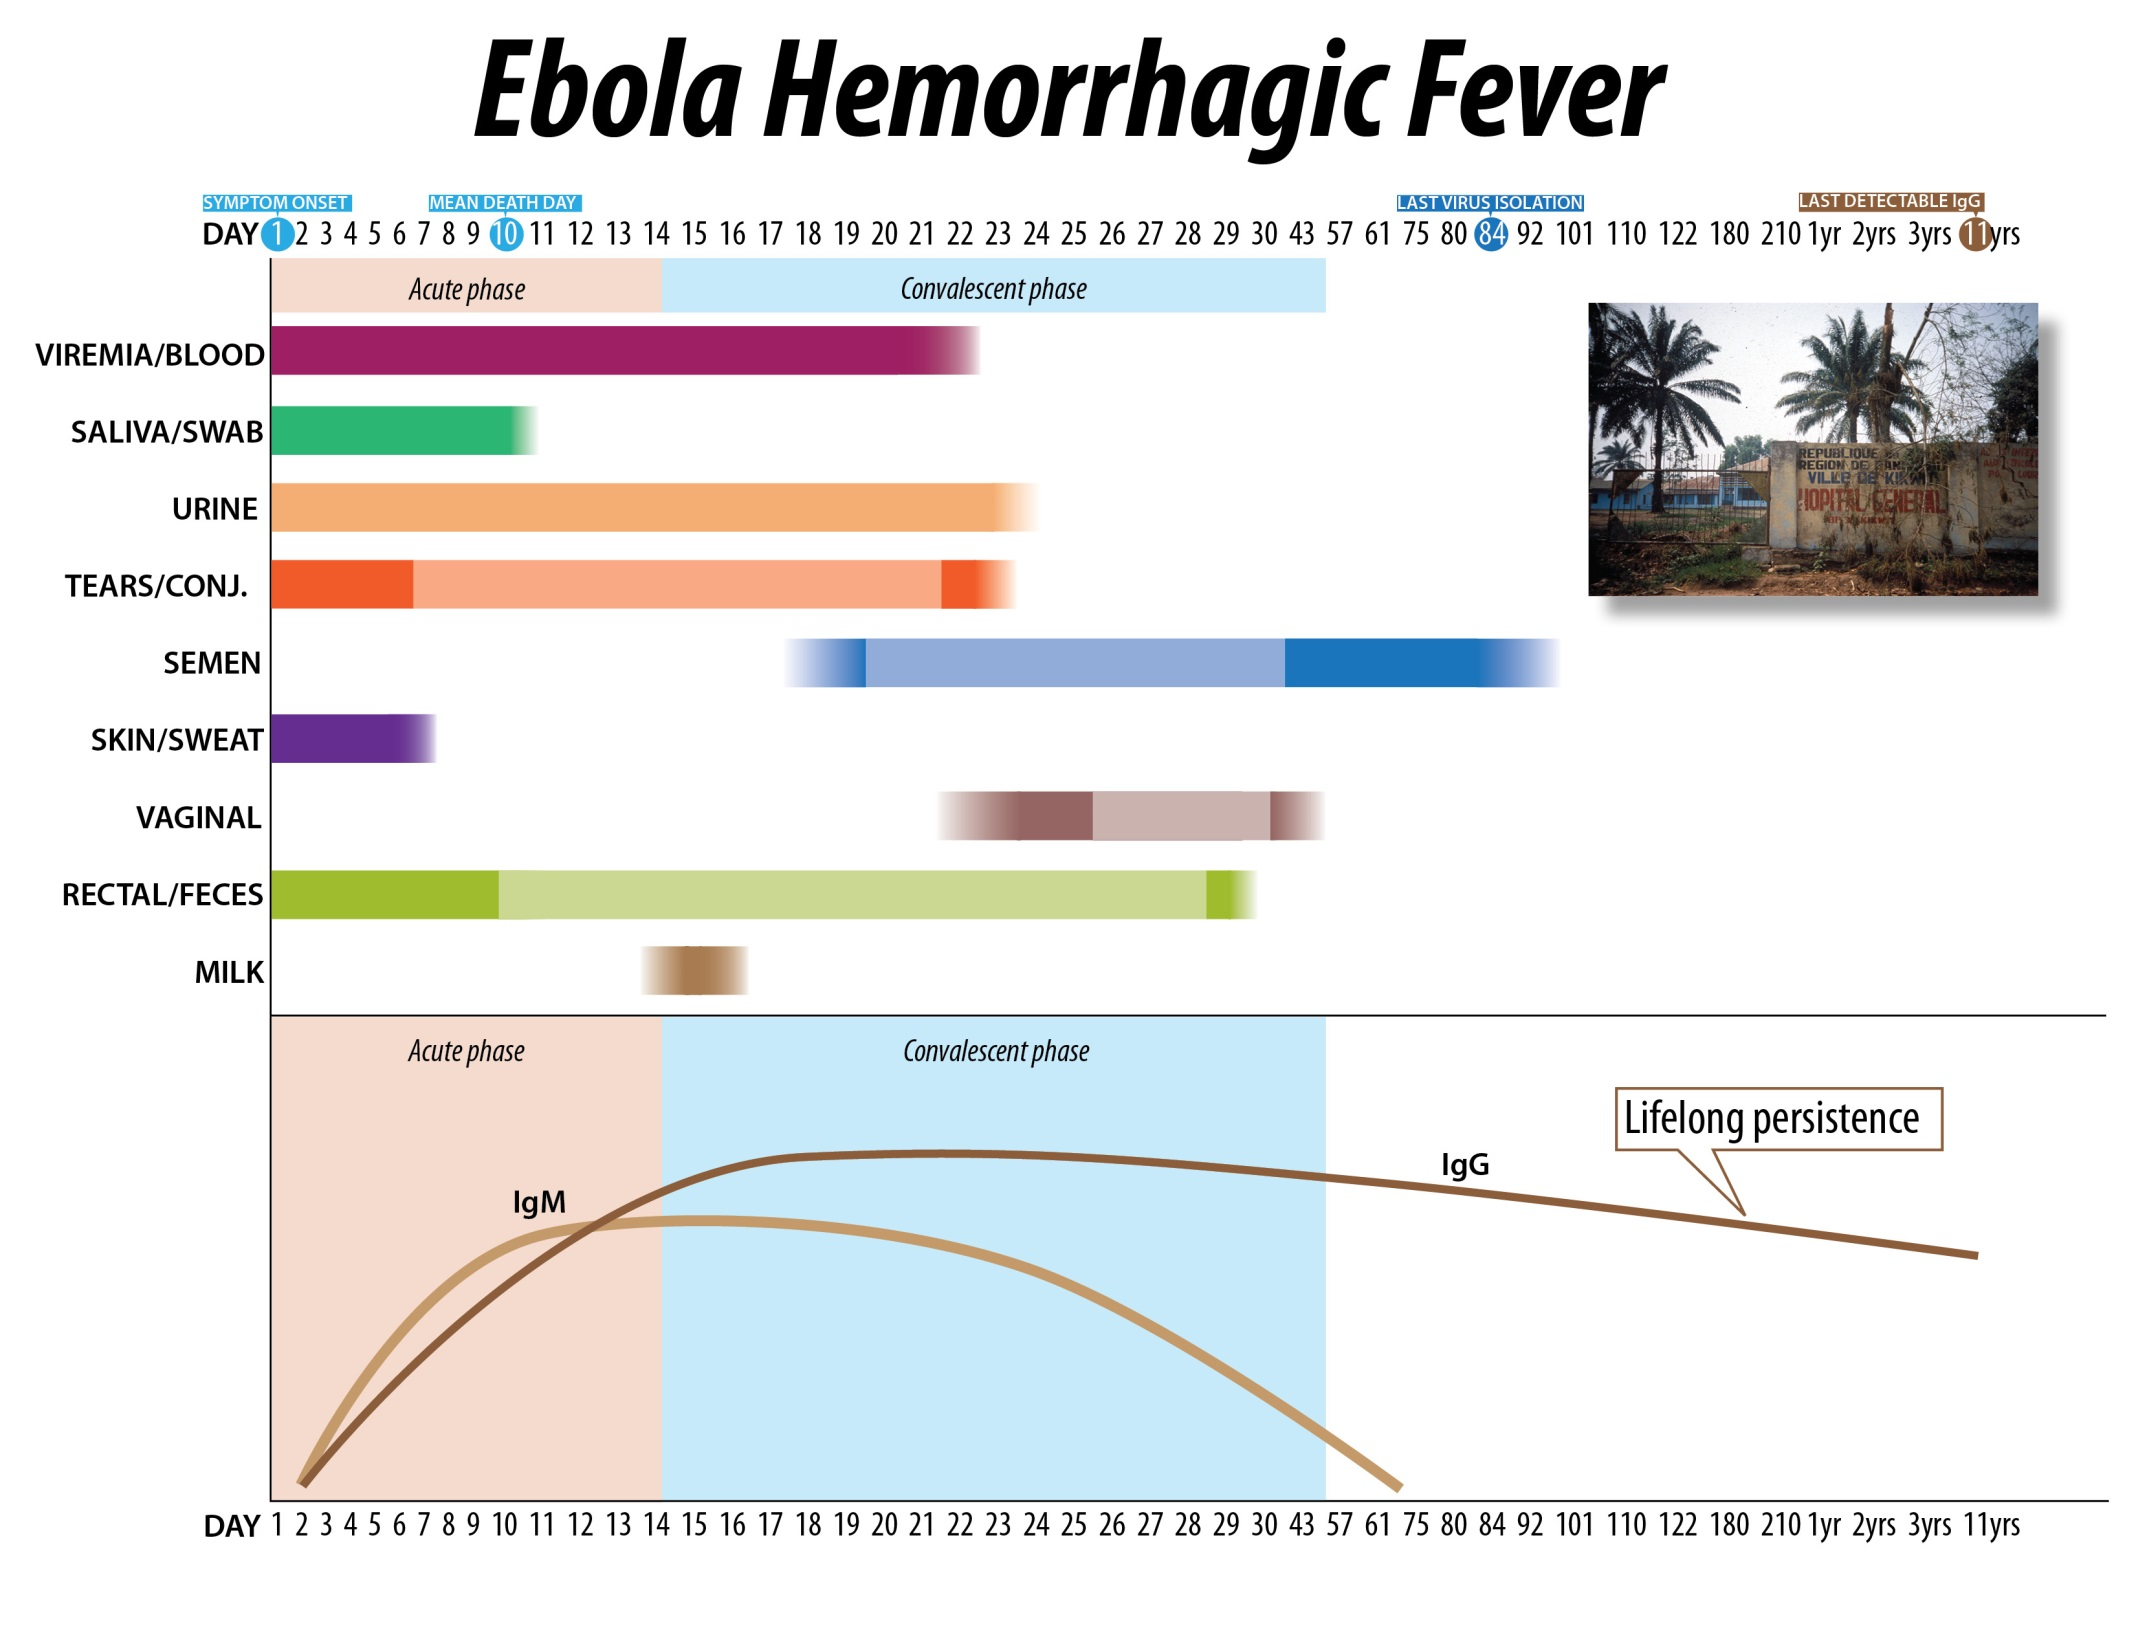 Ebola Hemorrhagic Fever
SYMPTOM ONSET MEAN DEATH DAY LAST VIRUS ISOLATION LAST DETECTABLE IgG
DAY 1 2 3 4 5 6 7 8 9 10 11 12 13 14 15 16 17 18 19 20 21 22 23 24 25 26 27 28 29 30 43 57 61 75 80 84 92 101 110 122 180 210 1yr 2yrs 3yrs 11yrs
Acute phase Convalescent phase
VIREMIA/BLOOD
SALIVA/SWAB
REPUBLIQUE
REGION DE
VILLE DE
HOPITAL GENERAL
URINE
TEARS/CONJ.
SEMEN
SKIN/SWEAT
VAGINAL
RECTAL/FECES
MILK
Acute phase Convalescent phase
Lifelong persistence
IgG
IgM
DAY 1 2 3 4 5 6 7 8 9 10 11 12 13 14 15 16 17 18 19 20 21 22 23 24 25 26 27 28 29 30 43 57 61 75 80 84 92 101 110 122 180 210 1yr 2yrs 3yrs 11yrs